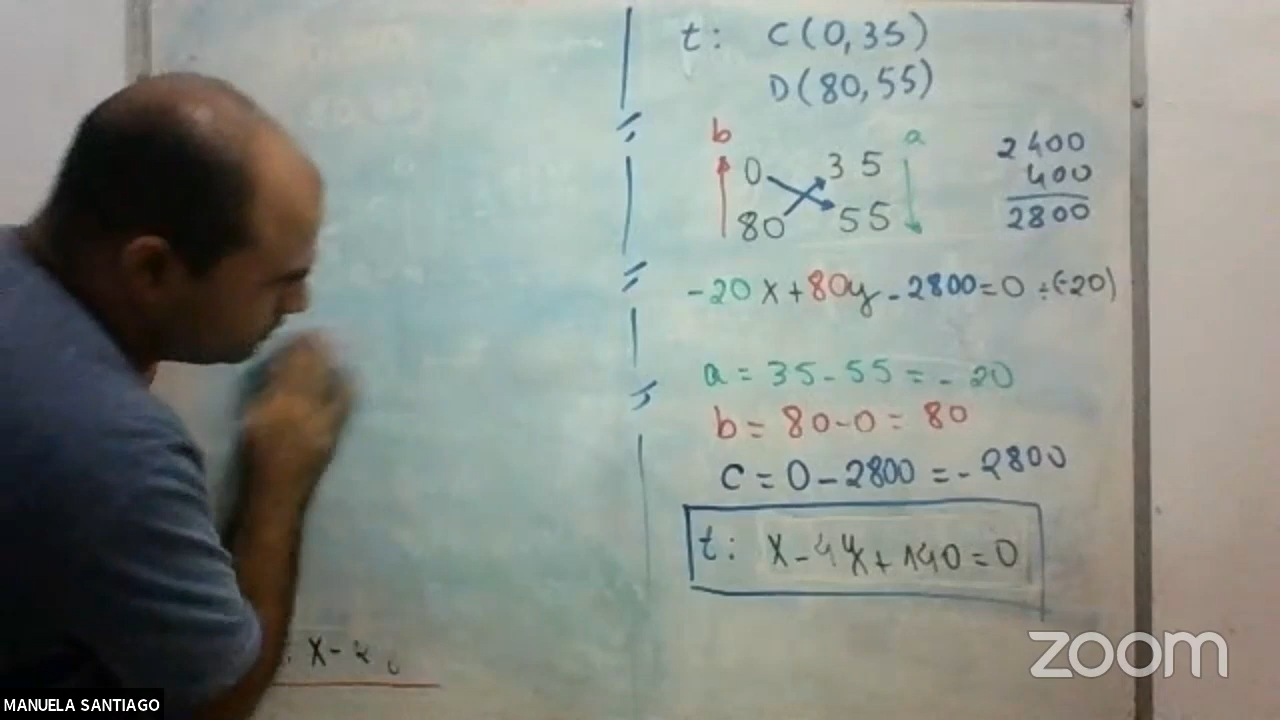 t: C(0,35)
D(80,55)
b a
0 35
80 55
2400
400
2800
-20x+80y-2800=0 ÷(-20)
a = 35-55 = -20
b = 80-0 = 80
C = 0-2800 = -2800
t: x-4y+140=0
x-2
zoom
MANUELA SANTIAGO